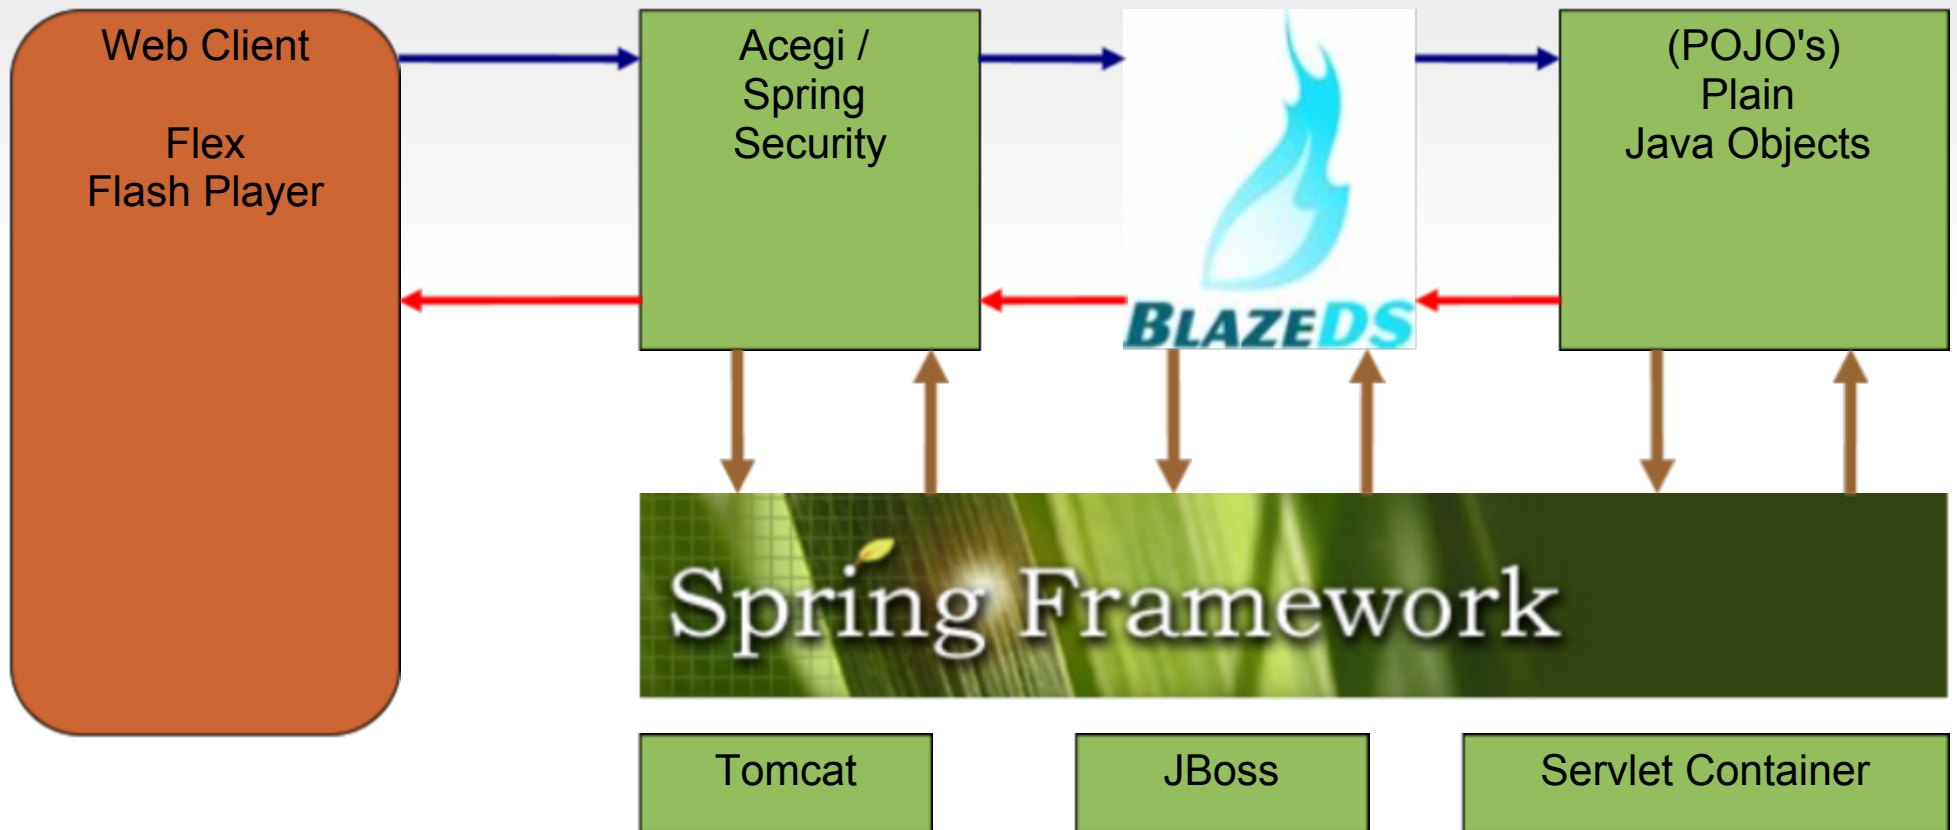 Web Client
Flex
Flash Player
Acegi /
Spring
Security
BLAZEDS
(POJO's)
Plain
Java Objects
Spring Framework
Tomcat
JBoss
Servlet Container